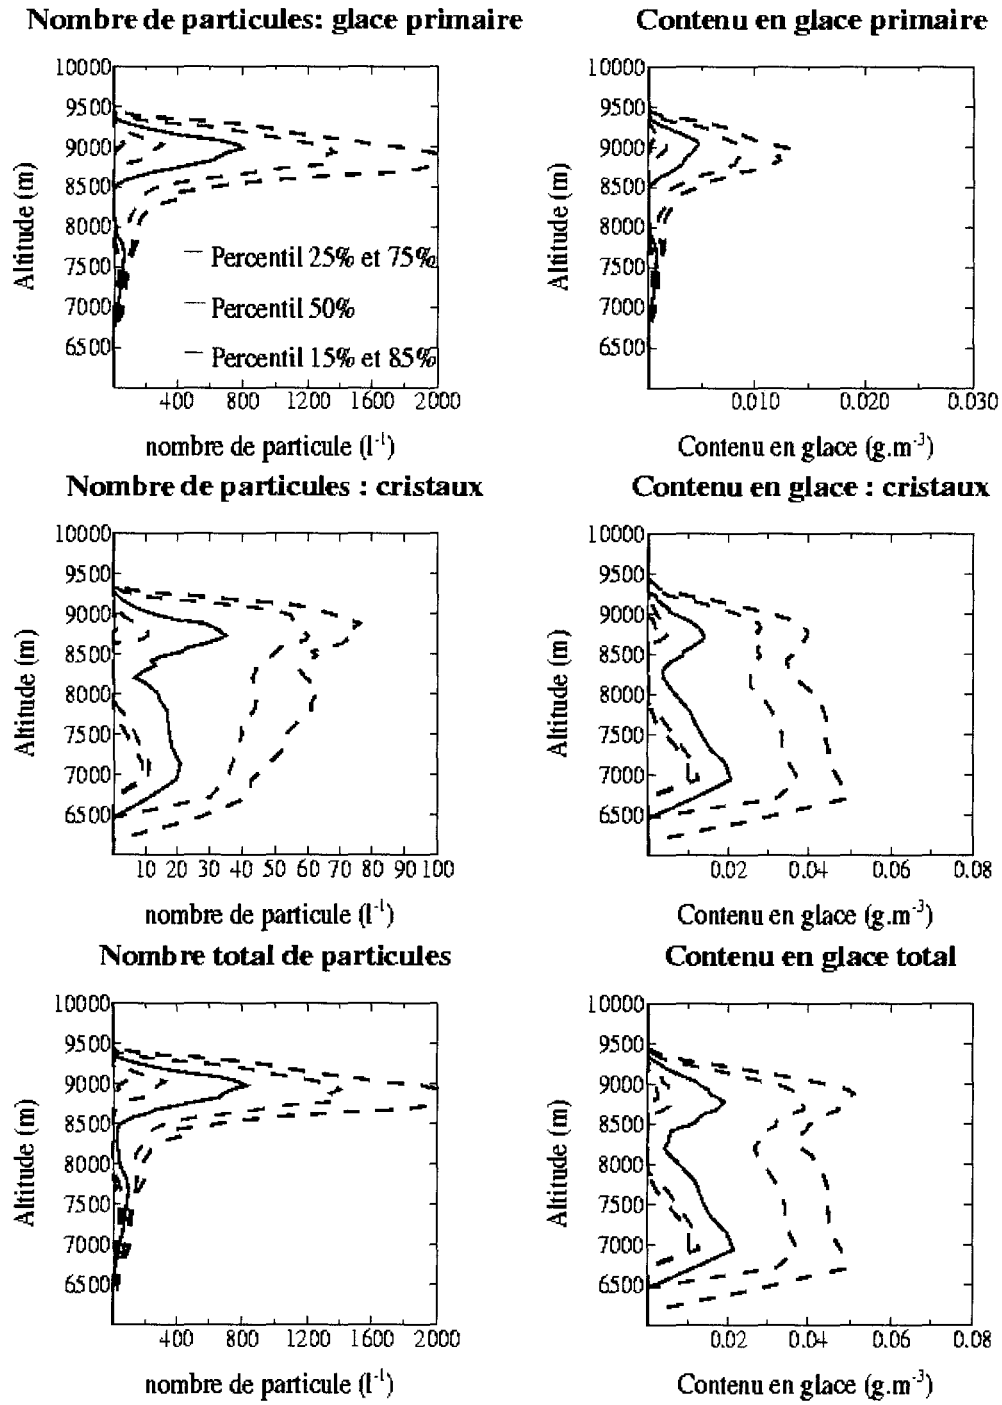 Nombre de particules: glace primaire
Contenu en glace primaire
10000
9500
9000
8500
8000
7500
7000
6500
Altitude (m)
Percentil 25% et 75%
Percentil 50%
Percentil 15% et 85%
400 800 1200 1600 2000
nombre de particule (l⁻¹)
10000
9500
9000
8500
8000
7500
7000
6500
Altitude (m)
0.010 0.020 0.030
Contenu en glace (g.m⁻³)
Nombre de particules : cristaux
Contenu en glace : cristaux
10000
9500
9000
8500
8000
7500
7000
6500
Altitude (m)
10 20 30 40 50 60 70 80 90 100
nombre de particule (l⁻¹)
10000
9500
9000
8500
8000
7500
7000
6500
Altitude (m)
0.02 0.04 0.06 0.08
Contenu en glace (g.m⁻³)
Nombre total de particules
Contenu en glace total
10000
9500
9000
8500
8000
7500
7000
6500
Altitude (m)
400 800 1200 1600 2000
nombre de particule (l⁻¹)
10000
9500
9000
8500
8000
7500
7000
6500
Altitude (m)
0.02 0.04 0.06 0.08
Contenu en glace (g.m⁻³)